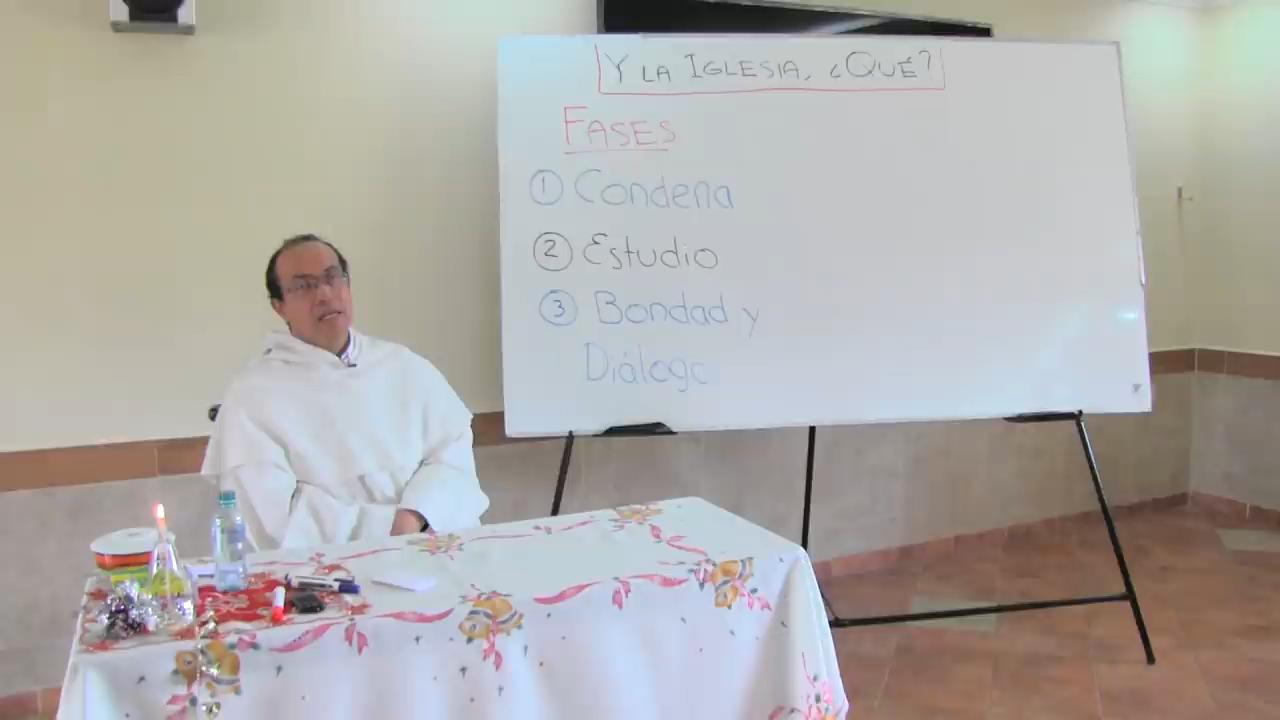 Y LA IGLESIA, ¿QUÉ?
FASES
① Condena
② Estudio
③ Bondad y
Diálogo